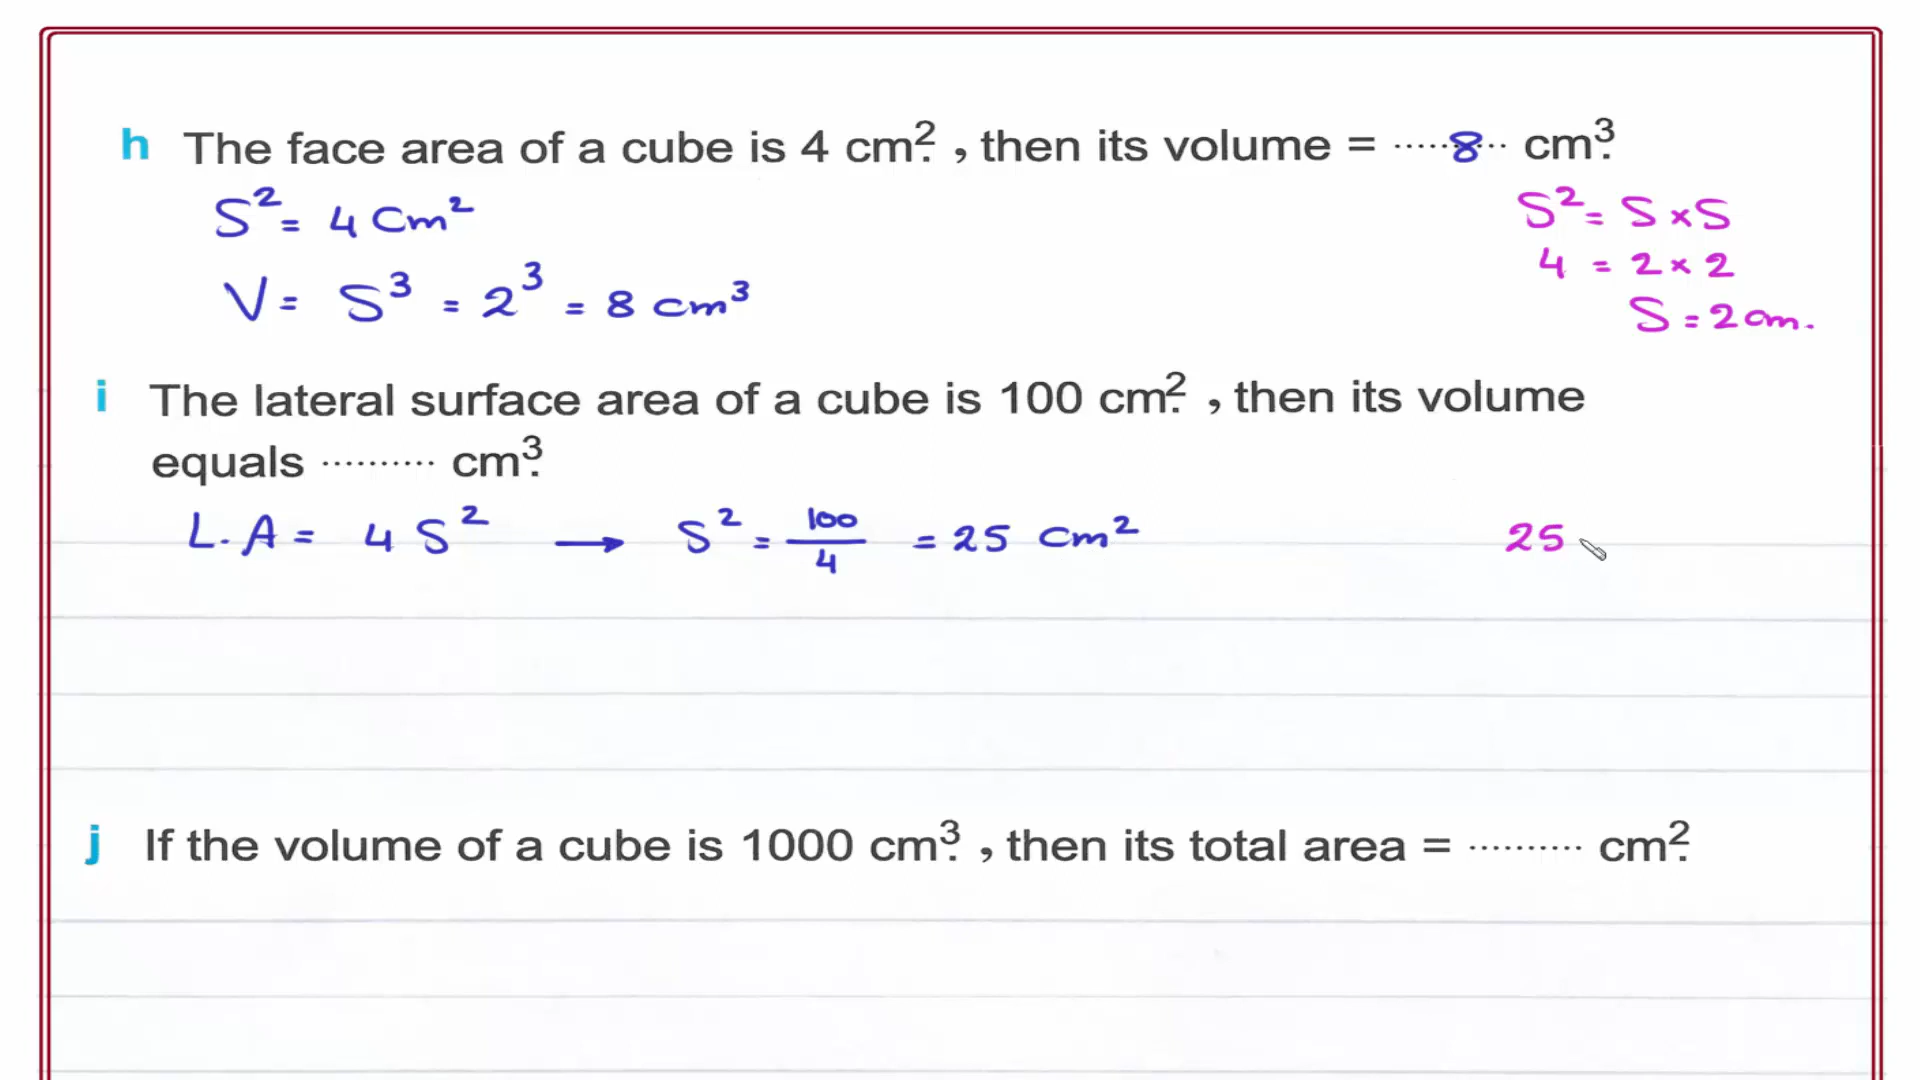 h The face area of a cube is 4 cm². , then its volume = ·····8·· cm³.
S² = 4 Cm²
S² = S × S
4 = 2 × 2
V = S³ = 2³ = 8 cm³
S = 2 cm.
i The lateral surface area of a cube is 100 cm². , then its volume
equals ·········· cm³.
L.A = 4 S² → S² = 100/4 = 25 Cm²
25
j If the volume of a cube is 1000 cm³. , then its total area = ·········· cm².